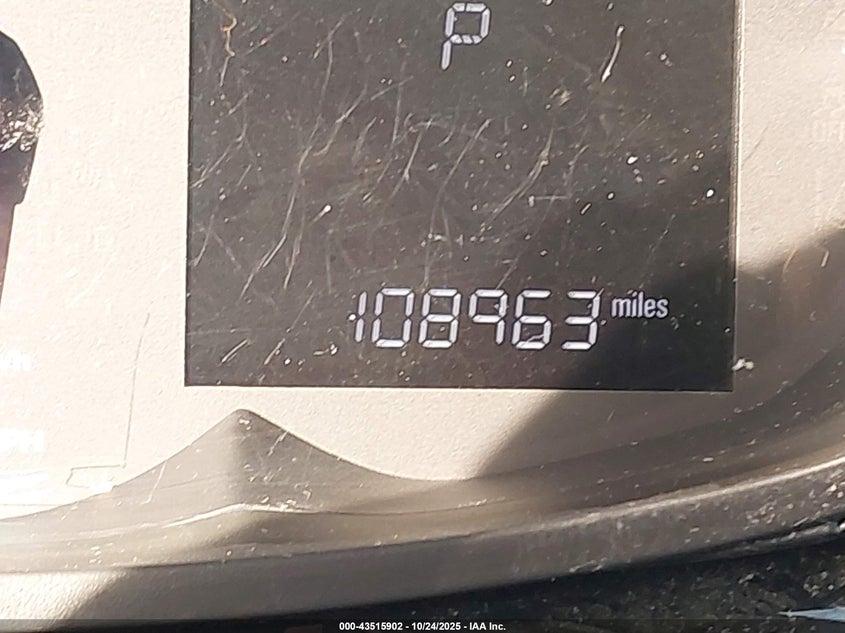 P
108963 miles
000-43515902 - 10/24/2025 - IAA Inc.